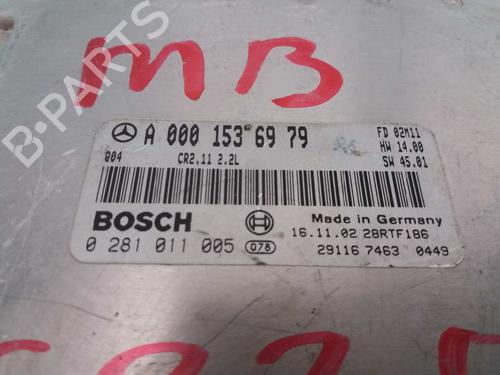 B-PARTS
MB
A 000 153 69 79
FD 02M11
HW 14.00
SW 45.01
Q04
CR2.11 2.2L
BOSCH
Made in Germany
0 281 011 005
078
16.11.02 28RTF186
29116 7463 0449